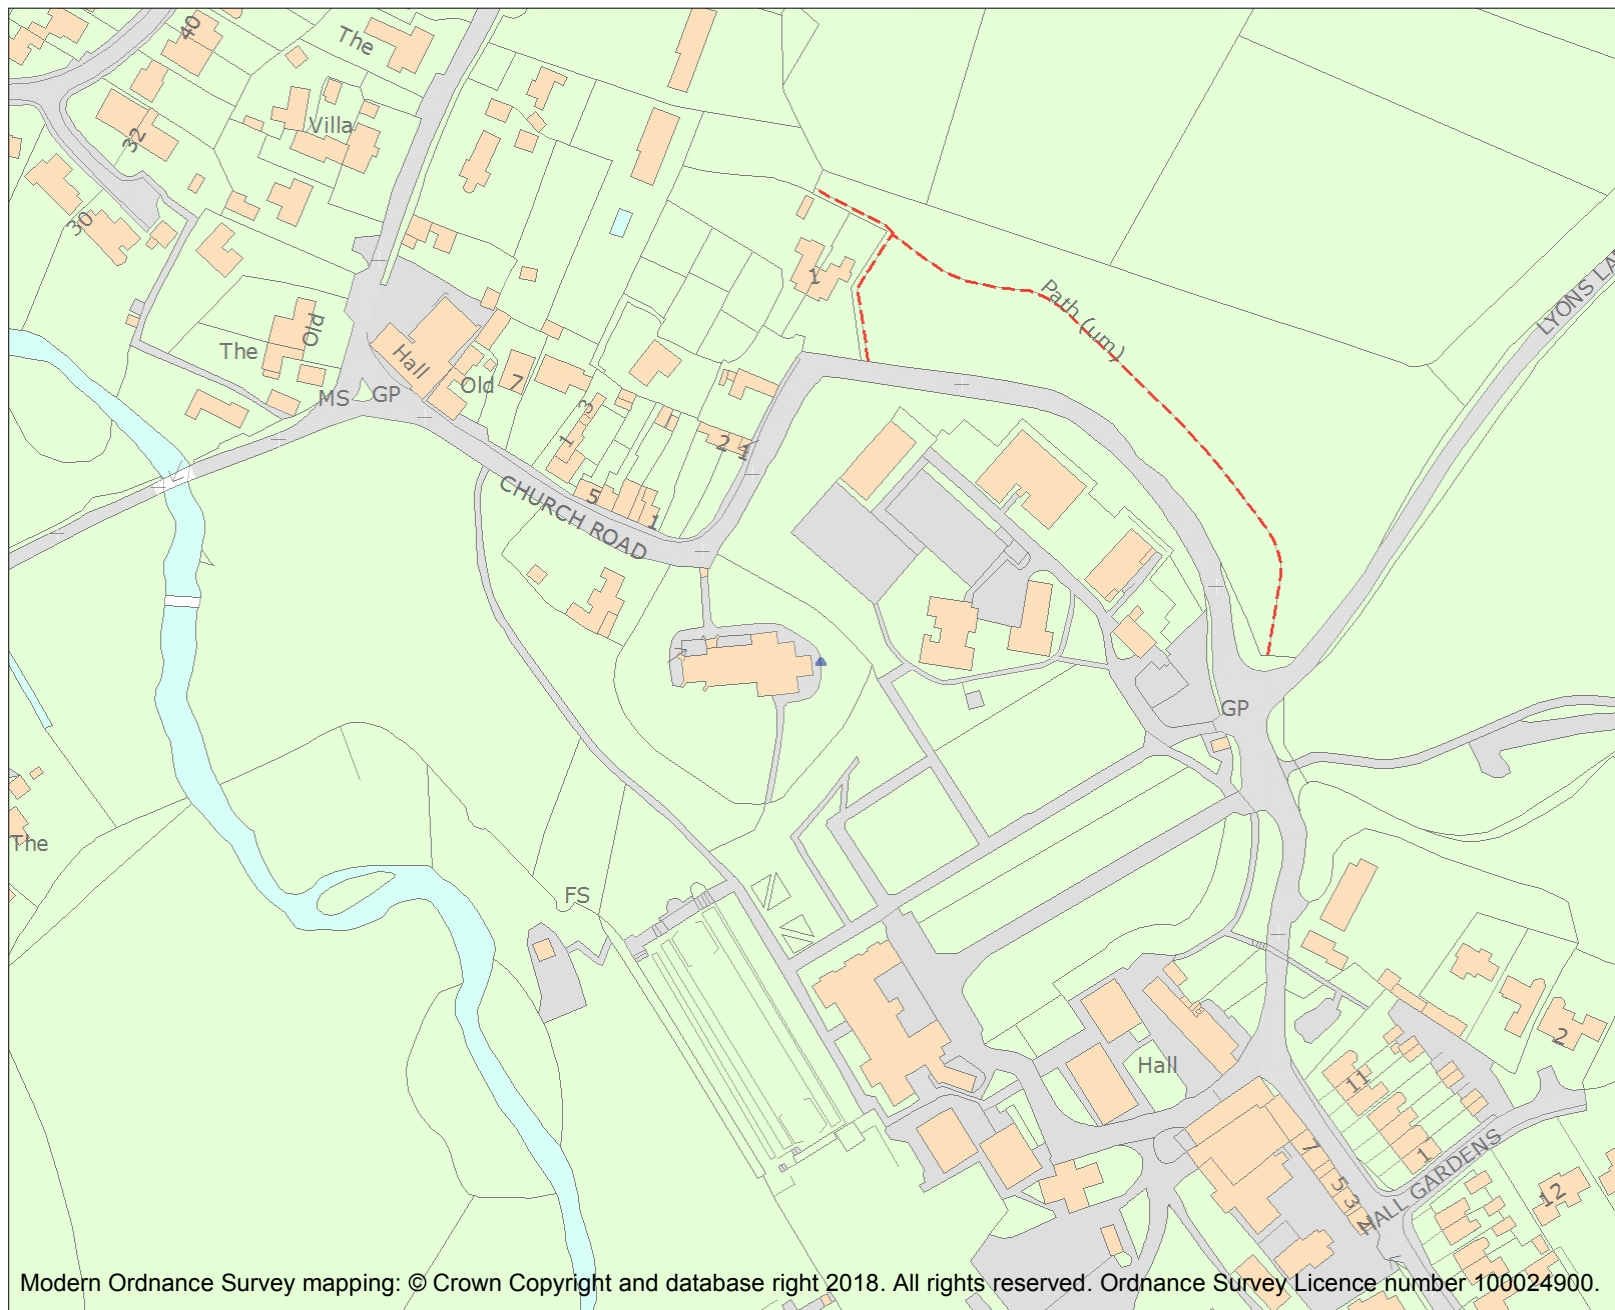 40
The
Villa
32
30
1
Path (um)
LYONS LA
Old
The
Hall
MS
GP
Old
7
3
1
2
1
CHURCH ROAD
5
1
GP
The
FS
Hall
2
11
7
1
5
3
HALL GARDENS
12
Modern Ordnance Survey mapping: © Crown Copyright and database right 2018. All rights reserved. Ordnance Survey Licence number 100024900.